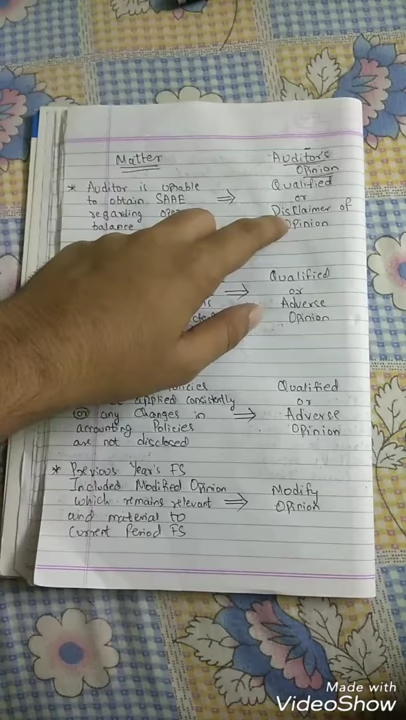 Matter
Auditor's
Opinion
* Auditor is unable
to obtain SAAE
regarding
balance
⇒
Qualified
or
Disclaimer of
Opinion
⇒
Qualified
or
Adverse
Opinion
applied consistently
(or) any Changes in
accounting Policies
are not disclosed
⇒
Qualified
or
Adverse
Opinion
* Previous Year's FS
Included Modified Opinion
which remains relevant
and material to
Current Period FS
⇒
Modify
Opinion
Made with
VideoShow